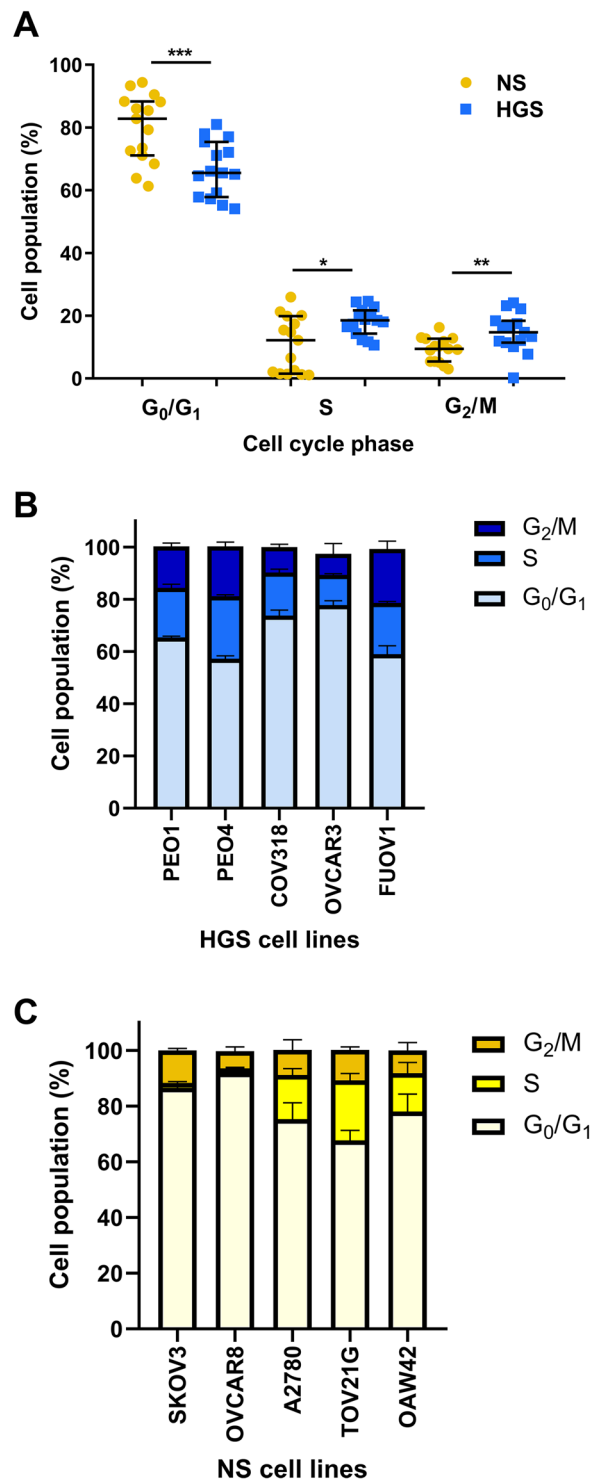 A
***
100
80
60
40
20
0
Cell population (%)
NS
HGS
*
**
G₀/G₁
S
G₂/M
Cell cycle phase
B
100
80
60
40
20
0
Cell population (%)
G₂/M
S
G₀/G₁
PEO1
PEO4
COV318
OVCAR3
FUOV1
HGS cell lines
C
100
80
60
40
20
0
Cell population (%)
G₂/M
S
G₀/G₁
SKOV3
OVCAR8
A2780
TOV21G
OAW42
NS cell lines